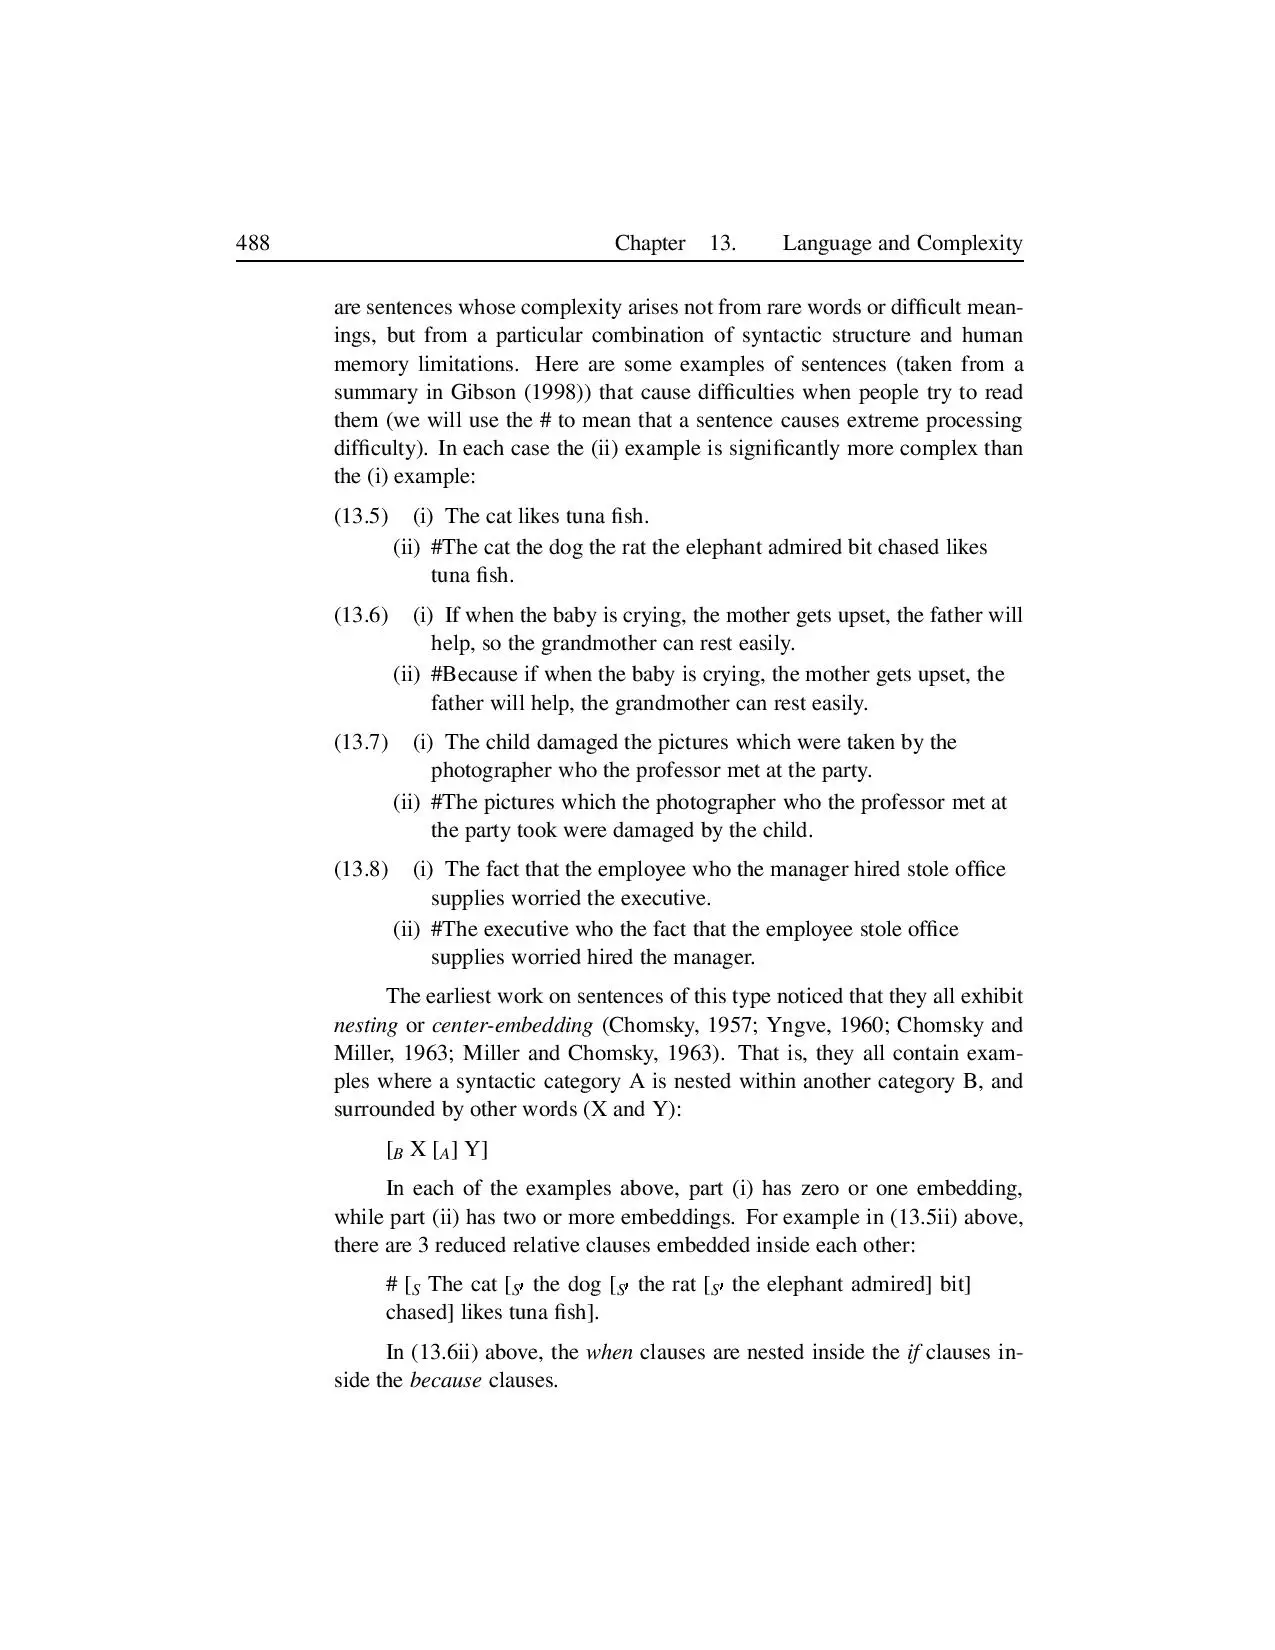 488 Chapter 13. Language and Complexity
are sentences whose complexity arises not from rare words or difficult mean-
ings, but from a particular combination of syntactic structure and human
memory limitations. Here are some examples of sentences (taken from a
summary in Gibson (1998)) that cause difficulties when people try to read
them (we will use the # to mean that a sentence causes extreme processing
difficulty). In each case the (ii) example is significantly more complex than
the (i) example:
(13.5) (i) The cat likes tuna fish.
(ii) #The cat the dog the rat the elephant admired bit chased likes
tuna fish.
(13.6) (i) If when the baby is crying, the mother gets upset, the father will
help, so the grandmother can rest easily.
(ii) #Because if when the baby is crying, the mother gets upset, the
father will help, the grandmother can rest easily.
(13.7) (i) The child damaged the pictures which were taken by the
photographer who the professor met at the party.
(ii) #The pictures which the photographer who the professor met at
the party took were damaged by the child.
(13.8) (i) The fact that the employee who the manager hired stole office
supplies worried the executive.
(ii) #The executive who the fact that the employee stole office
supplies worried hired the manager.
The earliest work on sentences of this type noticed that they all exhibit
nesting or center-embedding (Chomsky, 1957; Yngve, 1960; Chomsky and
Miller, 1963; Miller and Chomsky, 1963). That is, they all contain exam-
ples where a syntactic category A is nested within another category B, and
surrounded by other words (X and Y):
[B X [A] Y]
In each of the examples above, part (i) has zero or one embedding,
while part (ii) has two or more embeddings. For example in (13.5ii) above,
there are 3 reduced relative clauses embedded inside each other:
# [S The cat [S′ the dog [S′ the rat [S′ the elephant admired] bit]
chased] likes tuna fish].
In (13.6ii) above, the when clauses are nested inside the if clauses in-
side the because clauses.